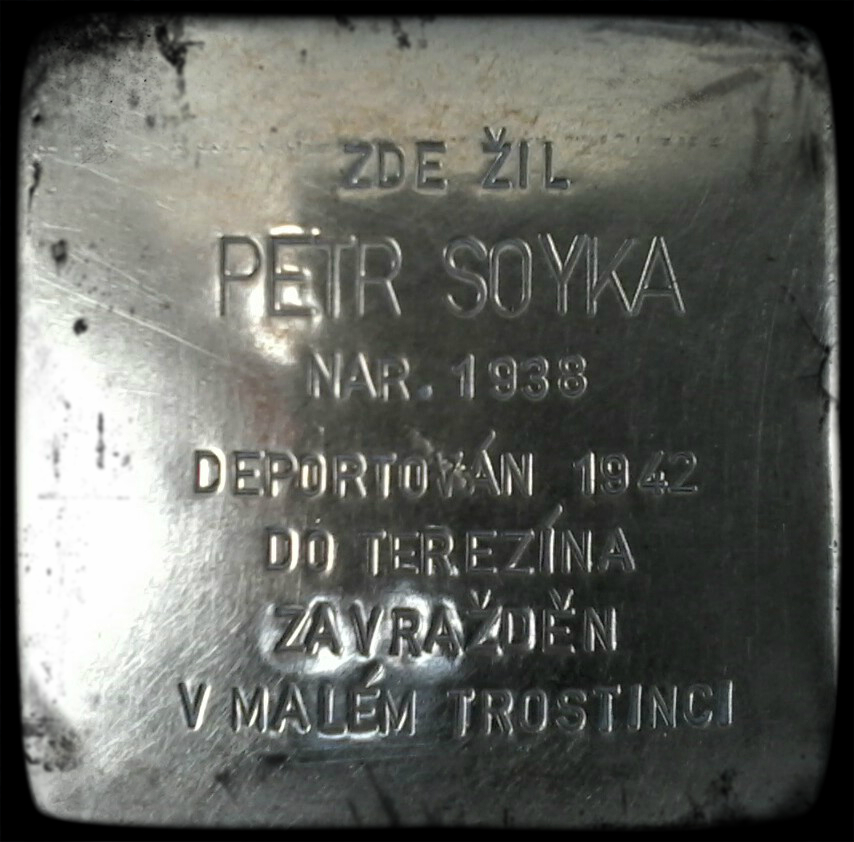 ZDE ŽIL
PETR SOYKA
NAR. 1938
DEPORTOVÁN 1942
DO TEREZÍNA
ZAVRAŽDĚN
V MALÉM TROSTINCI